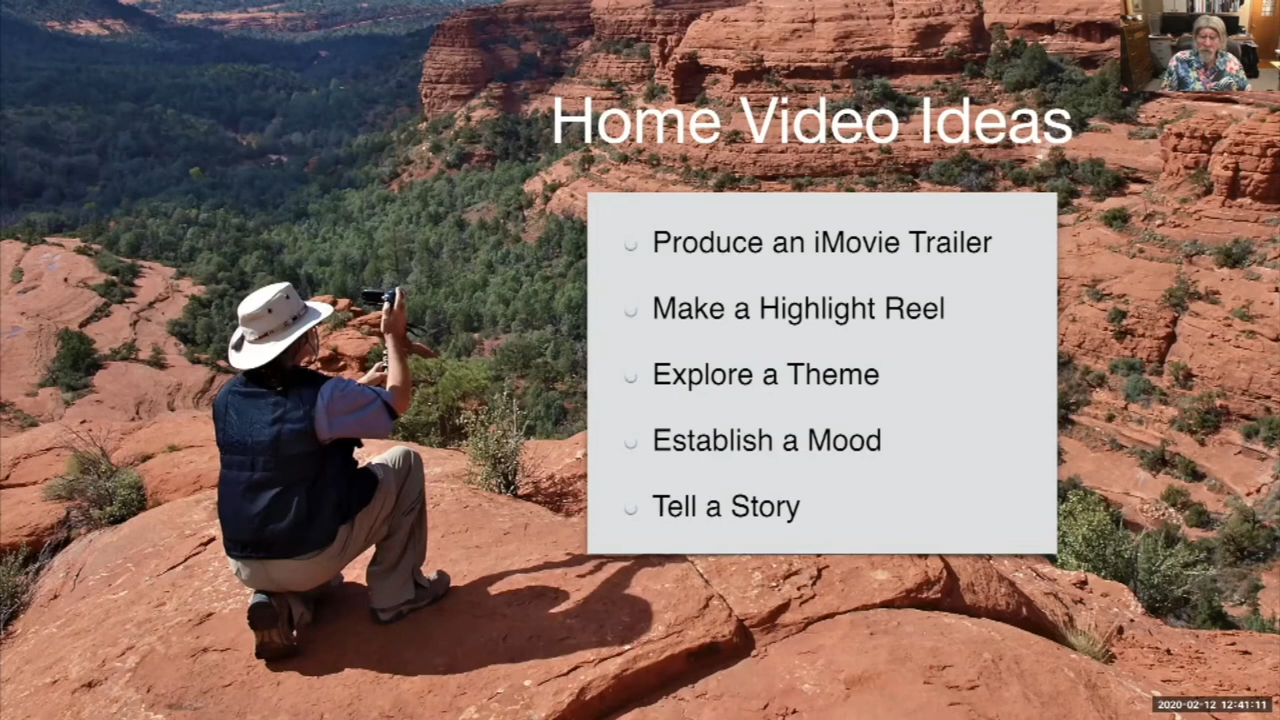 Home Video Ideas
Produce an iMovie Trailer
Make a Highlight Reel
Explore a Theme
Establish a Mood
Tell a Story
2020-02-12 12:41:11